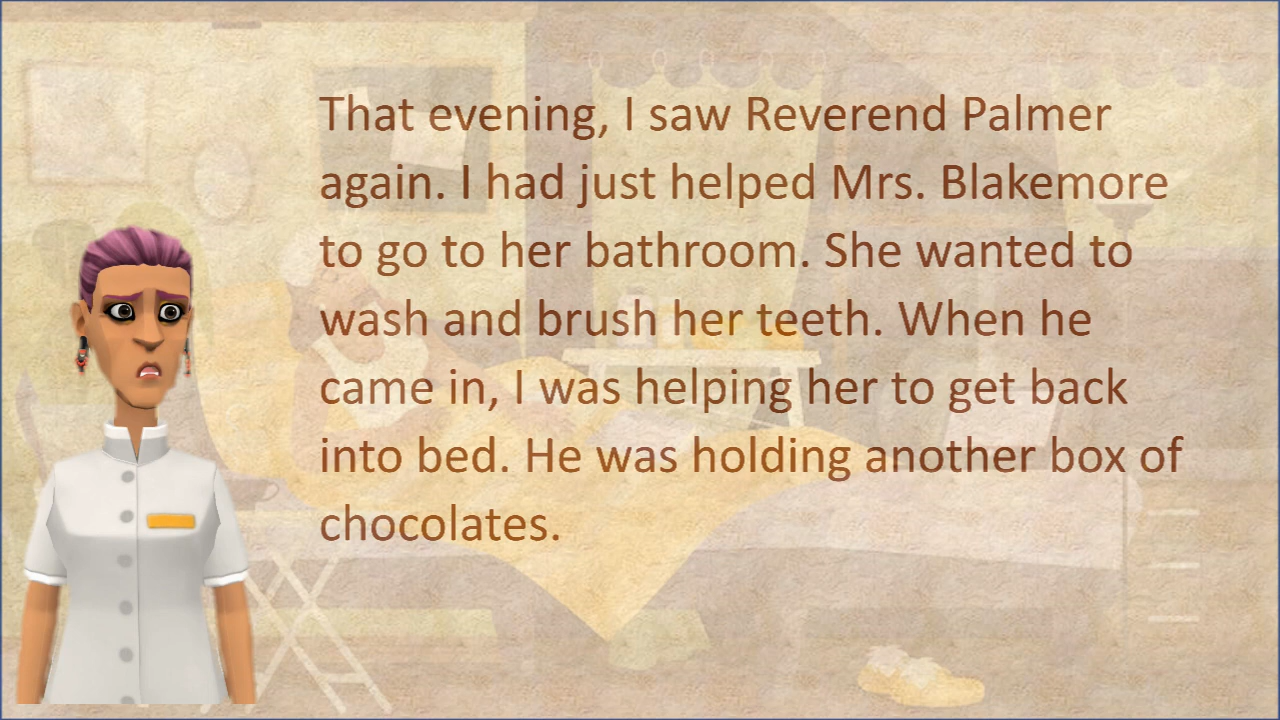 That evening, I saw Reverend Palmer
again. I had just helped Mrs. Blakemore
to go to her bathroom. She wanted to
wash and brush her teeth. When he
came in, I was helping her to get back
into bed. He was holding another box of
chocolates.